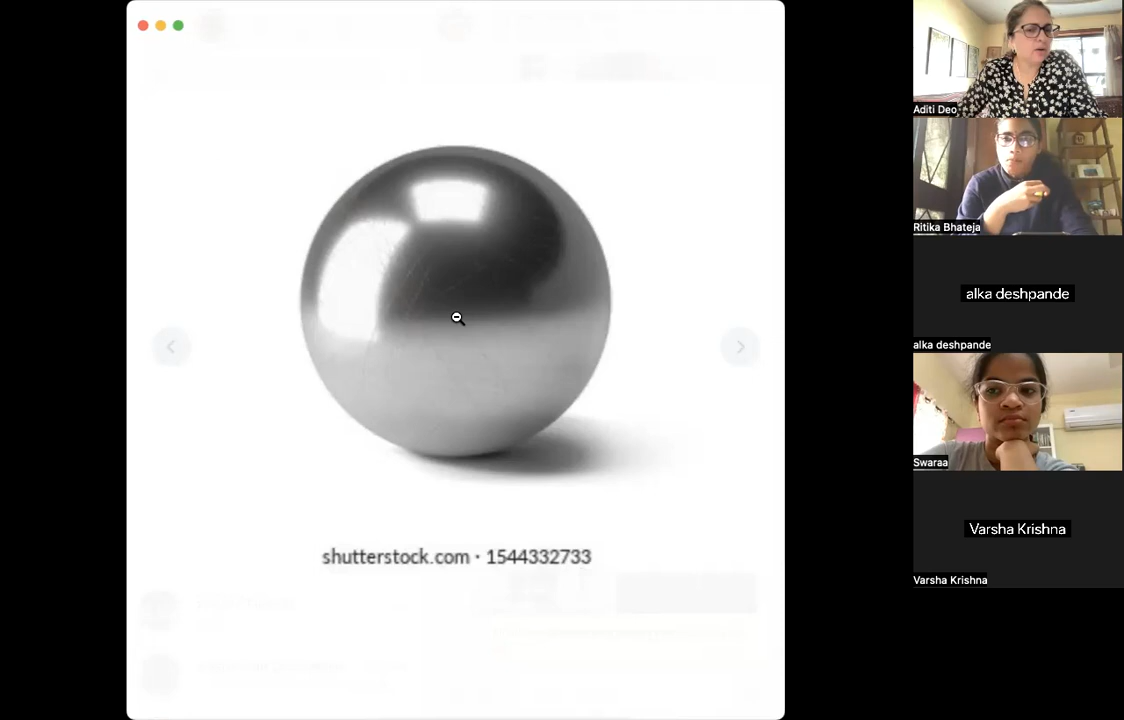 shutterstock.com · 1544332733
Aditi Deo
Ritika Bhateja
alka deshpande
alka deshpande
Swaraa
Varsha Krishna
Varsha Krishna